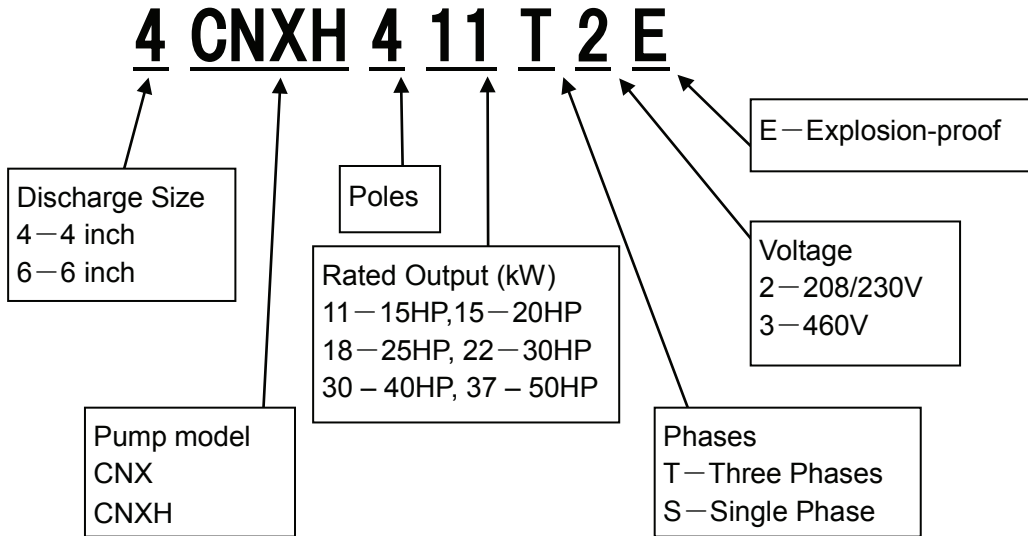 4 CNXH 4 11 T 2 E
E－Explosion-proof
Discharge Size
4－4 inch
6－6 inch
Poles
Voltage
2－208/230V
3－460V
Rated Output (kW)
11－15HP,15－20HP
18－25HP, 22－30HP
30 – 40HP, 37 – 50HP
Pump model
CNX
CNXH
Phases
T－Three Phases
S－Single Phase